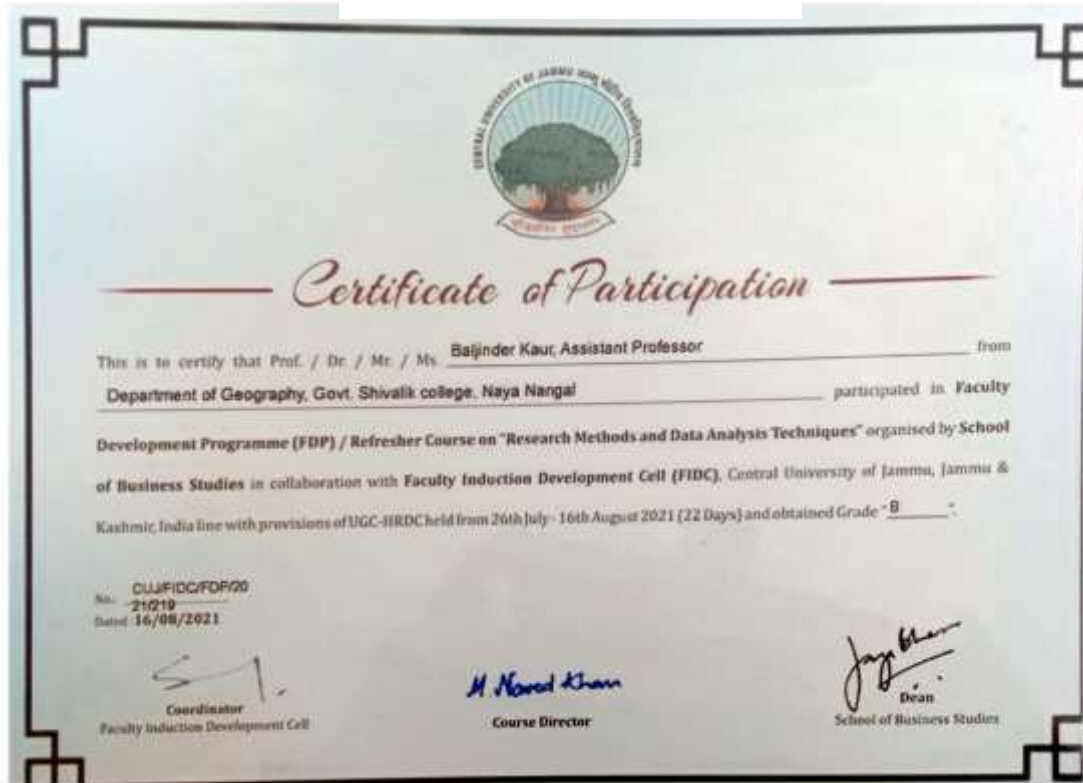 CENTRAL UNIVERSITY OF JAMMU
Certificate of Participation
This is to certify that Prof. / Dr. / Mr. / Ms. Baljinder Kaur, Assistant Professor from
Department of Geography, Govt. Shivalik college, Naya Nangal participated in Faculty
Development Programme (FDP) / Refresher Course on "Research Methods and Data Analysis Techniques" organised by School
of Business Studies in collaboration with Faculty Induction Development Cell (FIDC), Central University of Jammu, Jammu &
Kashmir, India line with provisions of UGC-HRDC held from 26th July - 16th August 2021 (22 Days) and obtained Grade "B".
No. CUJ/FIDC/FDP/20
21/219
Dated 16/08/2021
M. Naved Khan
Coordinator
Faculty Induction Development Cell
Course Director
Dean
School of Business Studies